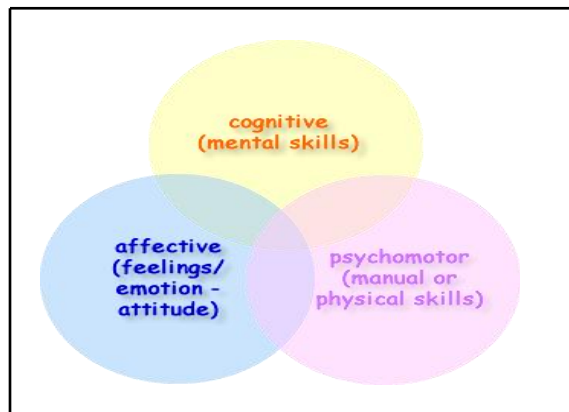 cognitive
(mental skills)
affective
(feelings/
emotion -
attitude)
psychomotor
(manual or
physical skills)